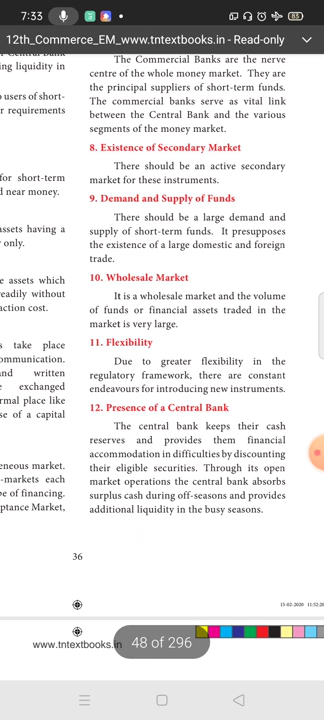 7:33
85
12th_Commerce_EM_www.tntextbooks.in - Read-only
ng liquidity in
o users of short-
r requirements
for short-term
d near money.
assets having a
only.
e assets which
readily without
action cost.
s take place
ommunication.
and written
e exchanged
rmal place like
se of a capital
eneous market.
-markets each
pe of financing.
ptance Market,
The Commercial Banks are the nerve
centre of the whole money market. They are
the principal suppliers of short-term funds.
The commercial banks serve as vital link
between the Central Bank and the various
segments of the money market.
8. Existence of Secondary Market
There should be an active secondary
market for these instruments.
9. Demand and Supply of Funds
There should be a large demand and
supply of short-term funds. It presupposes
the existence of a large domestic and foreign
trade.
10. Wholesale Market
It is a wholesale market and the volume
of funds or financial assets traded in the
market is very large.
11. Flexibility
Due to greater flexibility in the
regulatory framework, there are constant
endeavours for introducing new instruments.
12. Presence of a Central Bank
The central bank keeps their cash
reserves and provides them financial
accommodation in difficulties by discounting
their eligible securities. Through its open
market operations the central bank absorbs
surplus cash during off-seasons and provides
additional liquidity in the busy seasons.
36
15-02-2020 11:52:20
www.tntextbooks.in
48 of 296